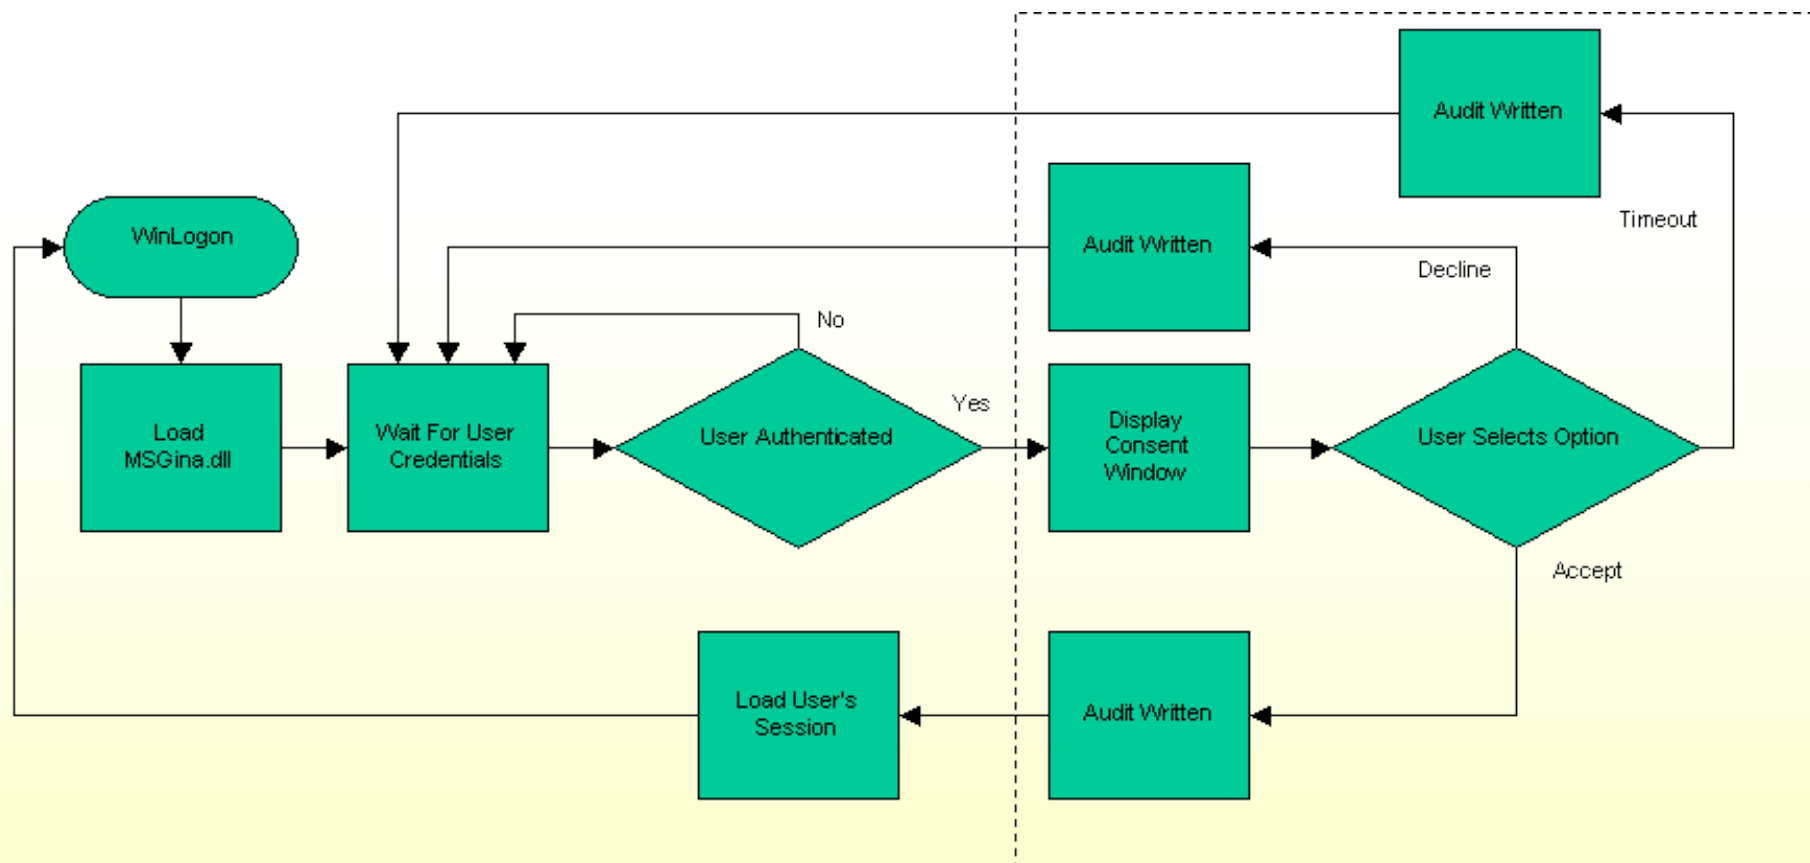 Audit Written
Timeout
WinLogon
Audit Written
Decline
No
Yes
Load
MSGina.dll
Wait For User
Credentials
User Authenticated
Display
Consent
Window
User Selects Option
Accept
Load User's
Session
Audit Written